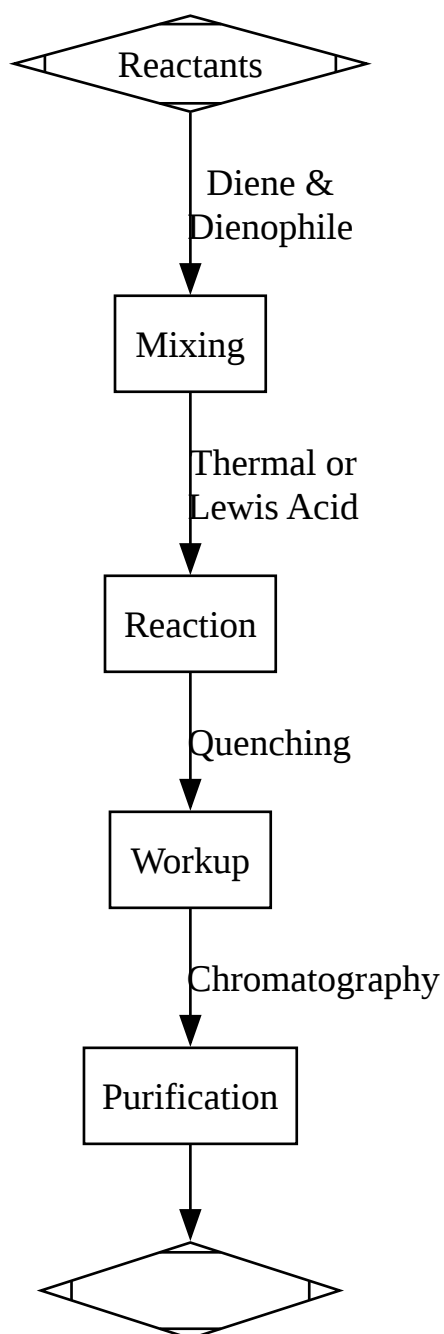 Reactants
Diene &
Dienophile
Mixing
Thermal or
Lewis Acid
Reaction
Quenching
Workup
Chromatography
Purification